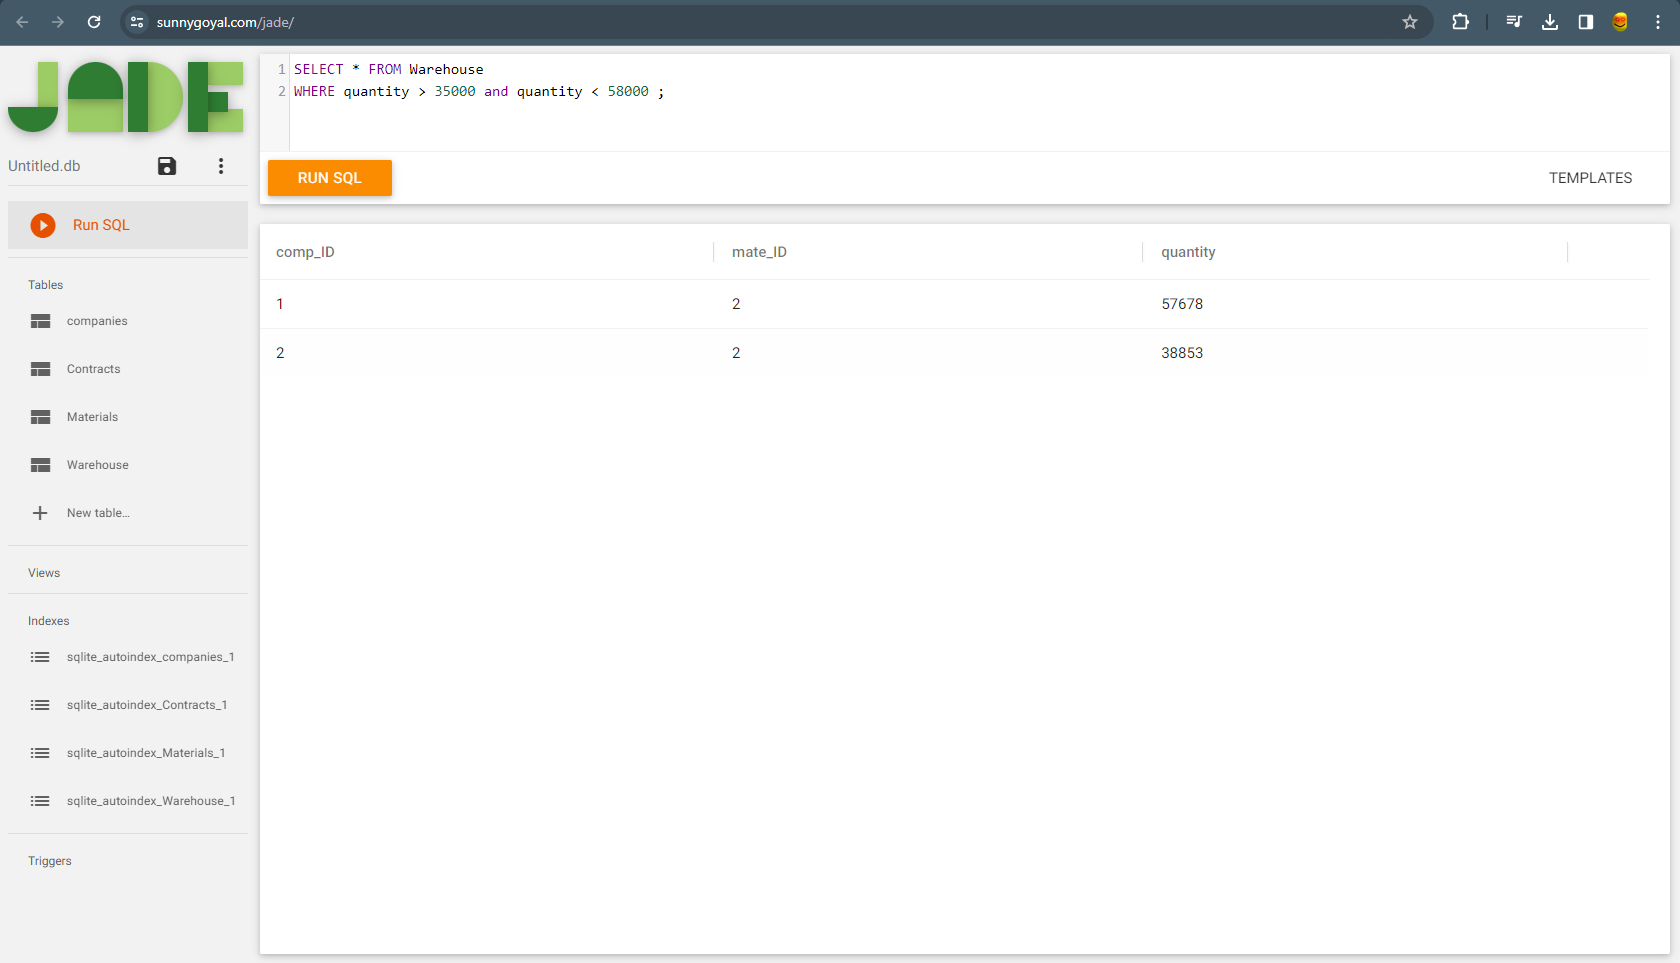 sunnygoyal.com/jade/
JADE
Untitled.db
Run SQL
Tables
companies
Contracts
Materials
Warehouse
New table...
Views
Indexes
sqlite_autoindex_companies_1
sqlite_autoindex_Contracts_1
sqlite_autoindex_Materials_1
sqlite_autoindex_Warehouse_1
Triggers
1 SELECT * FROM Warehouse
2 WHERE quantity > 35000 and quantity < 58000 ;
RUN SQL
TEMPLATES
comp_ID mate_ID quantity
1 2 57678
2 2 38853